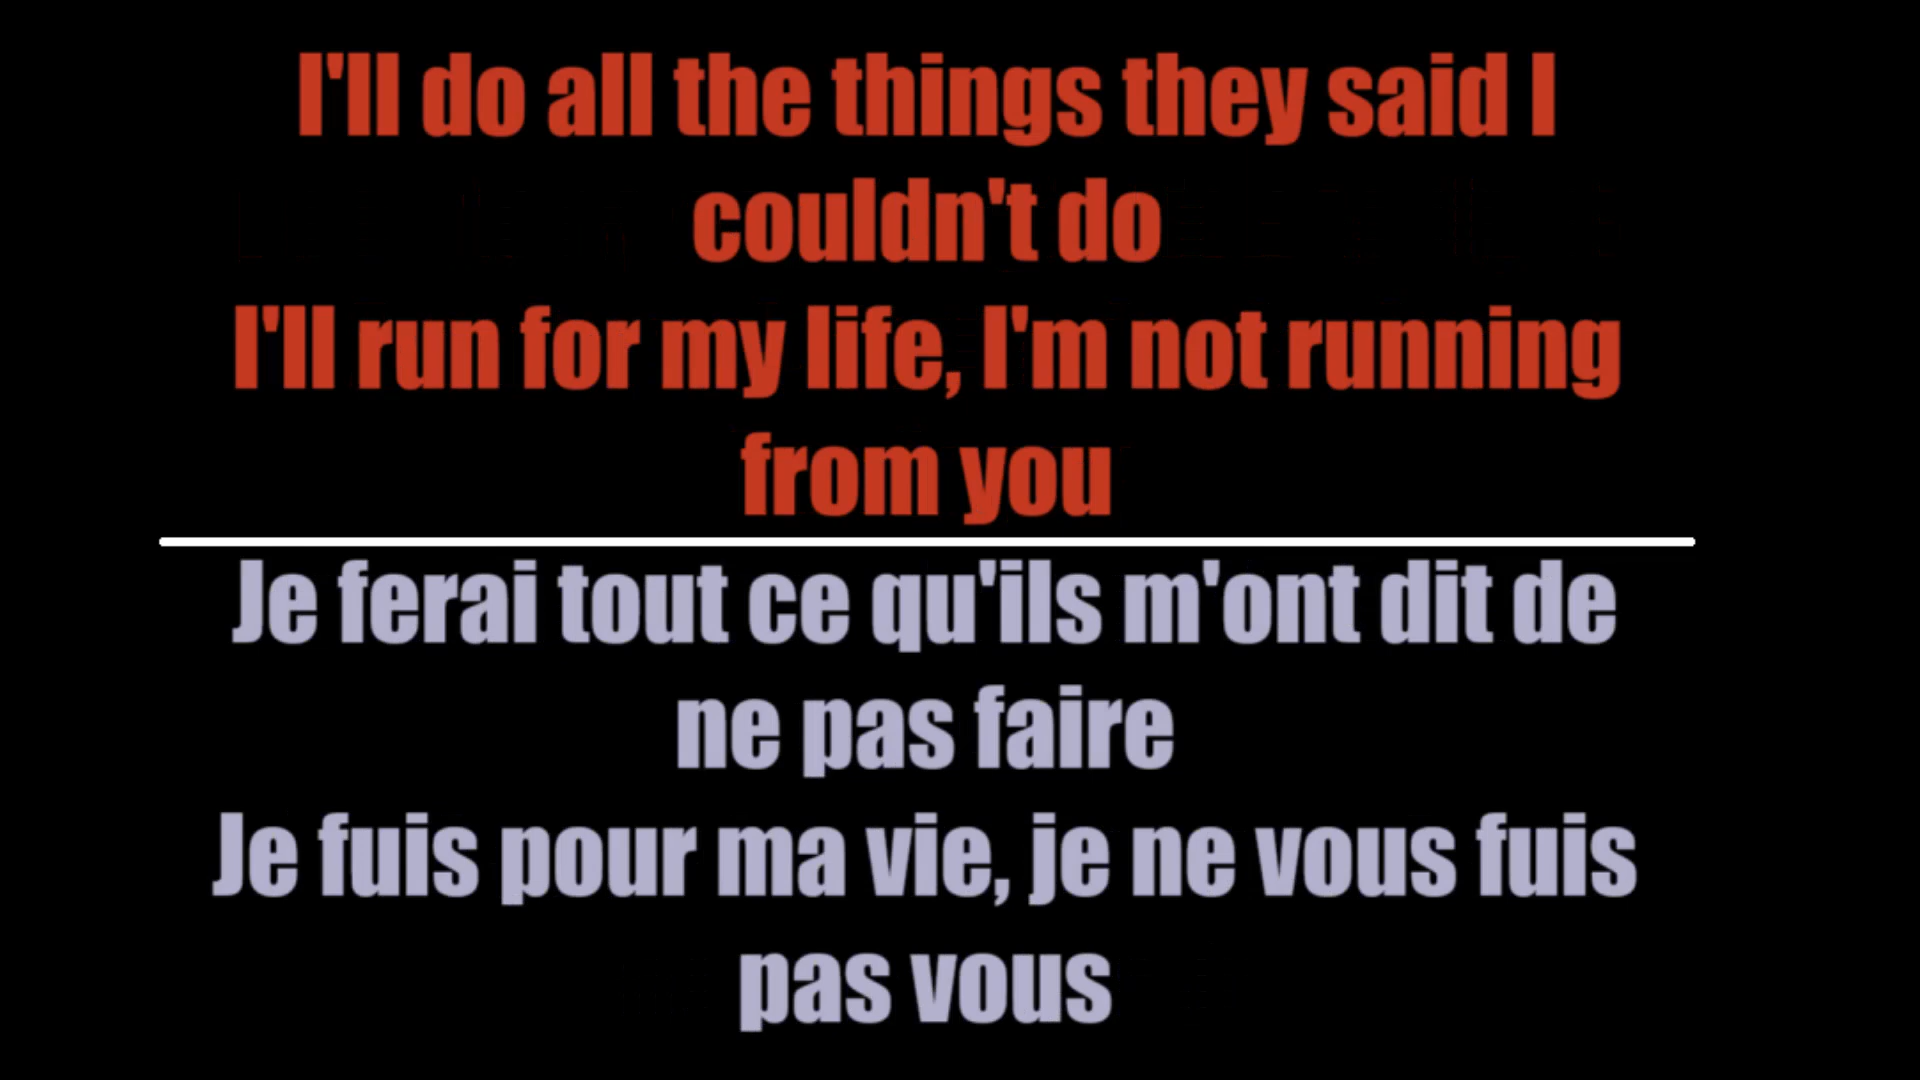 I'll do all the things they said I
couldn't do
I'll run for my life, I'm not running
from you
Je ferai tout ce qu'ils m'ont dit de
ne pas faire
Je fuis pour ma vie, je ne vous fuis
pas vous